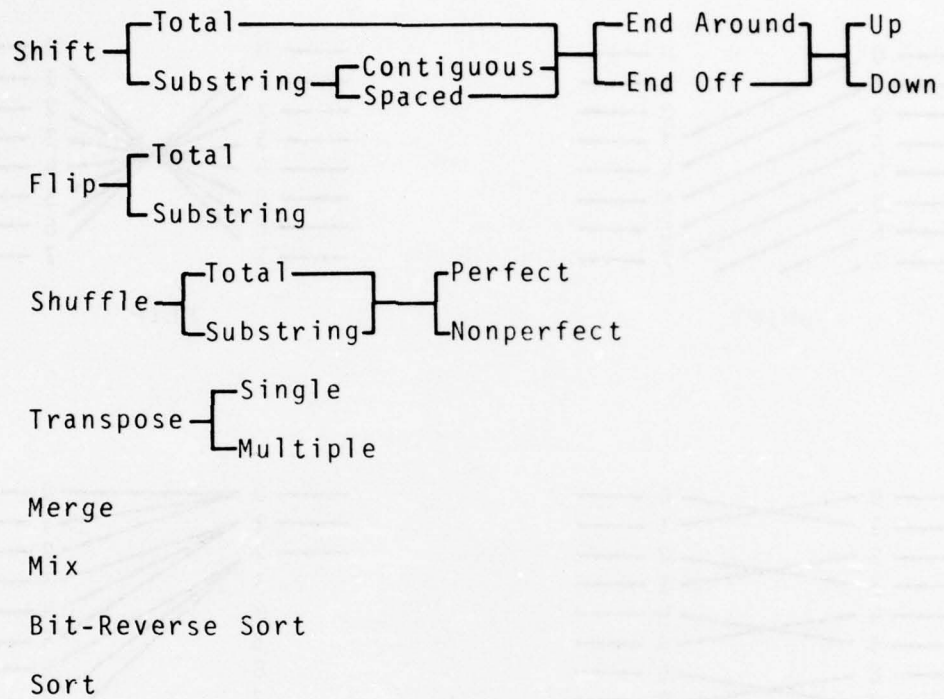 Total End Around Up
Shift
Substring Contiguous End Off Down
Spaced
Total
Flip
Substring
Total Perfect
Shuffle
Substring Nonperfect
Single
Transpose
Multiple
Merge
Mix
Bit-Reverse Sort
Sort